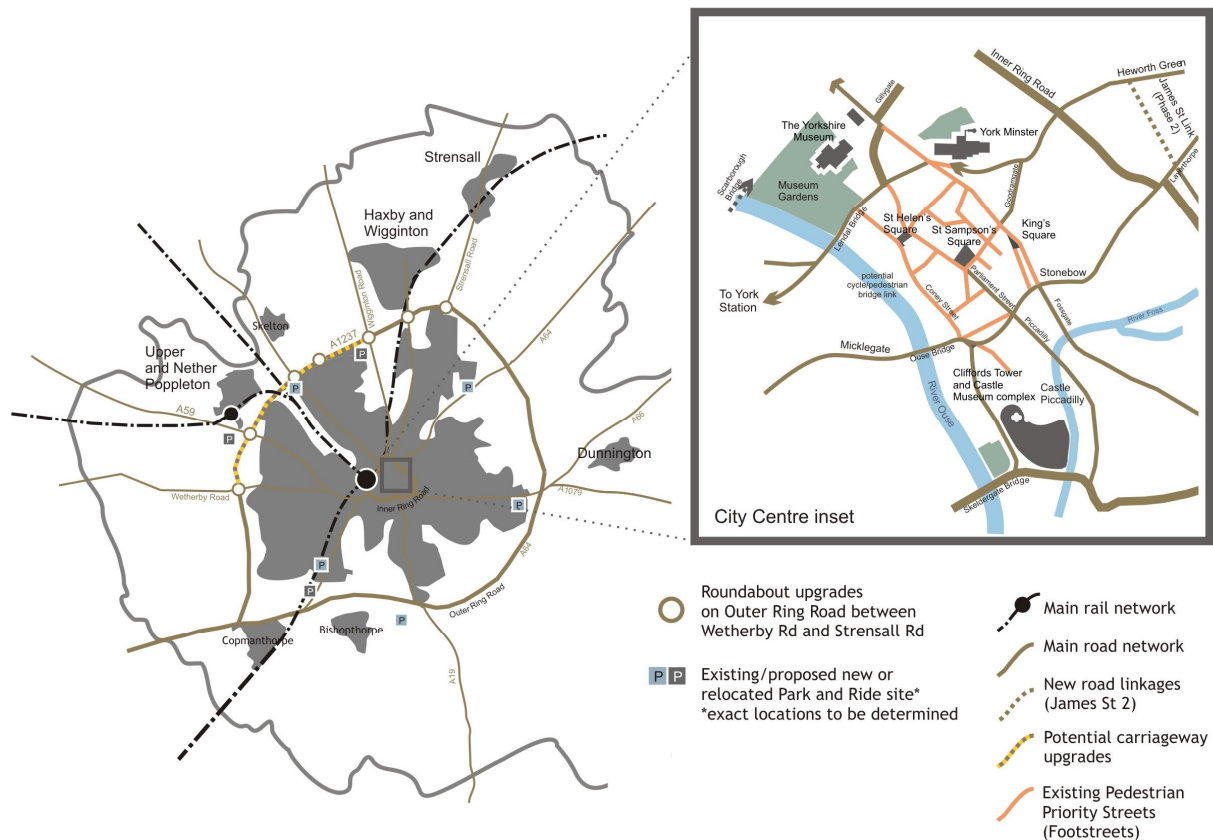 Strensall
Haxby and
Wigginton
Strensall Road
Wigginton Road
A64
Skelton
A1237
Upper
and Nether
Poppleton
P
P
P
A59
P
A66
Dunnington
Wetherby Road
Inner Ring Road
A1079
P
A64
P
P
Outer Ring Road
Copmanthorpe
Bishopthorpe
P
A19
Inner Ring Road
Heworth Green
James St Link
(Phase 2)
Gillygate
The Yorkshire
Museum
York Minster
Layerthorpe
Scarborough
Bridge
Museum
Gardens
Goodramgate
Lendal Bridge
St Helen's
Square
St Sampson's
Square
King's
Square
Stonebow
potential
cycle/pedestrian
bridge link
Parliament Street
Coney Street
To York
Station
Piccadilly
Fossgate
River Foss
Micklegate
Ouse Bridge
Cliffords Tower
and Castle
Museum complex
Castle
Piccadilly
River Ouse
Skeldergate Bridge
City Centre inset
Roundabout upgrades
on Outer Ring Road between
Wetherby Rd and Strensall Rd
P P
Existing/proposed new or
relocated Park and Ride site*
*exact locations to be determined
Main rail network
Main road network
New road linkages
(James St 2)
Potential carriageway
upgrades
Existing Pedestrian
Priority Streets
(Footstreets)